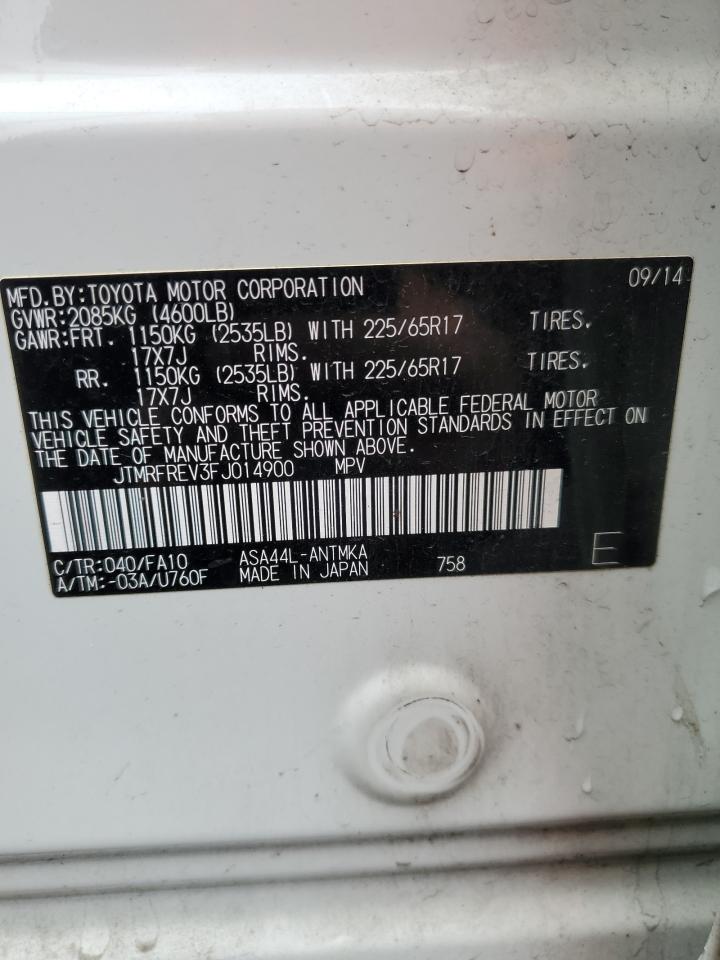 MFD.BY:TOYOTA MOTOR CORPORATION 09/14
GVWR:2085KG (4600LB)
GAWR:FRT. 1150KG (2535LB) WITH 225/65R17 TIRES.
17X7J RIMS.
RR. 1150KG (2535LB) WITH 225/65R17 TIRES.
17X7J RIMS.
THIS VEHICLE CONFORMS TO ALL APPLICABLE FEDERAL MOTOR
VEHICLE SAFETY AND THEFT PREVENTION STANDARDS IN EFFECT ON
THE DATE OF MANUFACTURE SHOWN ABOVE.
JTMRFREV3FJ014900 MPV
C/TR:040/FA10 ASA44L-ANTMKA
A/TM:-03A/U760F MADE IN JAPAN 758 E